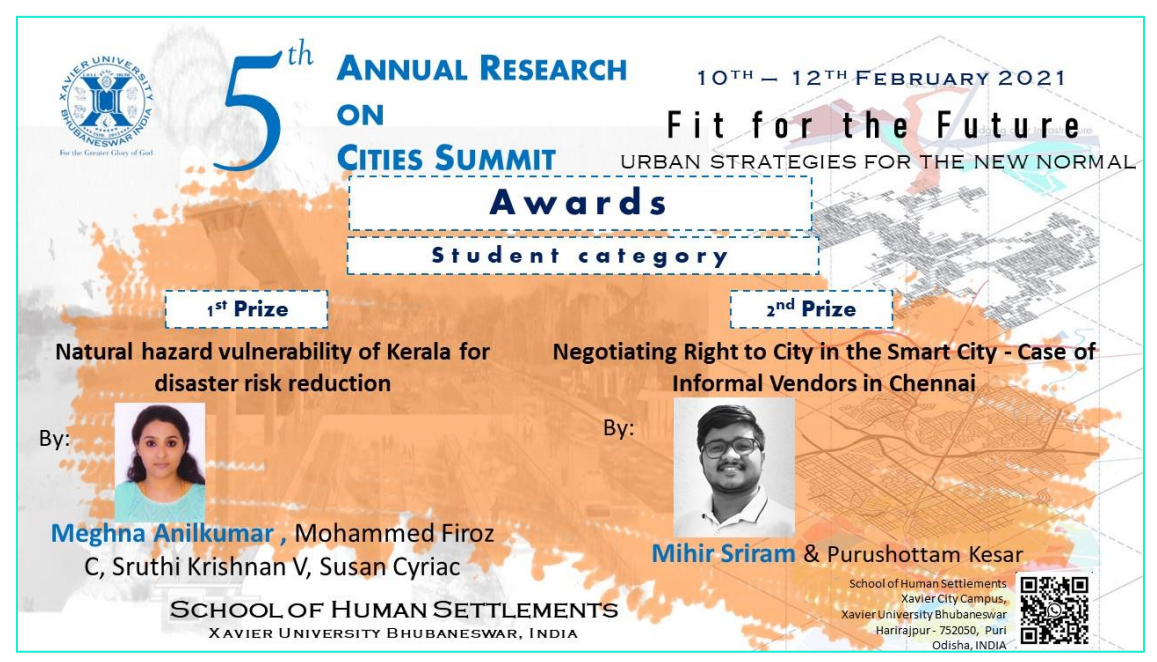 XAVIER UNIVERSITY
BHUBANESWAR INDIA
For the Greater Glory of God
5th
ANNUAL RESEARCH
ON
CITIES SUMMIT
10TH – 12TH FEBRUARY 2021
Fit for the Future
URBAN STRATEGIES FOR THE NEW NORMAL
Awards
Student category
1st Prize
Natural hazard vulnerability of Kerala for
disaster risk reduction
By:
Meghna Anilkumar , Mohammed Firoz
C, Sruthi Krishnan V, Susan Cyriac
2nd Prize
Negotiating Right to City in the Smart City - Case of
Informal Vendors in Chennai
By:
Mihir Sriram & Purushottam Kesar
SCHOOL OF HUMAN SETTLEMENTS
XAVIER UNIVERSITY BHUBANESWAR, INDIA
School of Human Settlements
Xavier City Campus,
Xavier University Bhubaneswar
Harirajpur - 752050, Puri
Odisha, INDIA